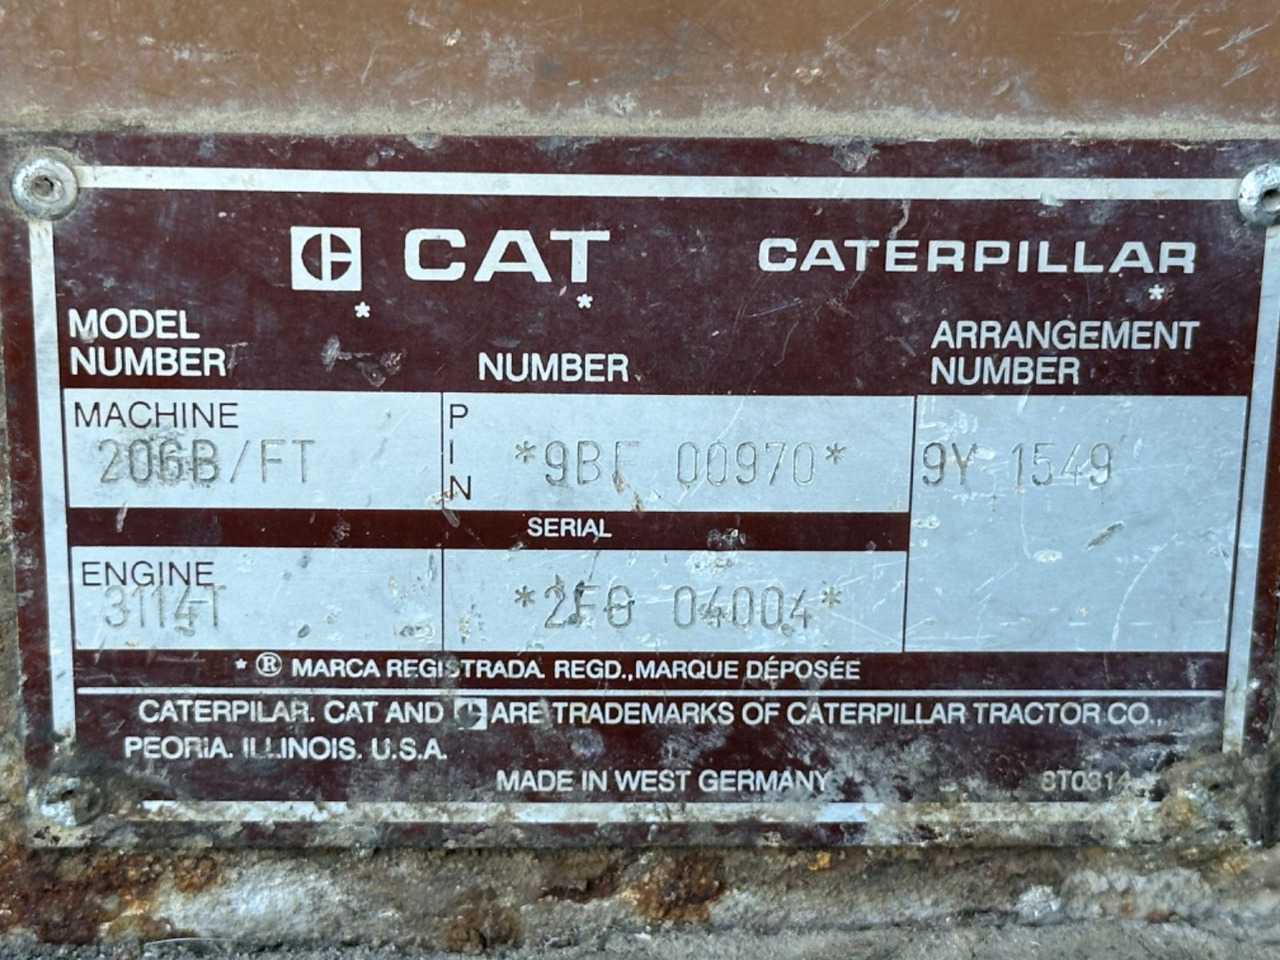 CAT CATERPILLAR
* * *
MODEL NUMBER NUMBER ARRANGEMENT NUMBER
MACHINE PIN
206B/FT *9BF 00970* 9Y 1549
SERIAL
ENGINE
3114T *2FG 04004*
* ® MARCA REGISTRADA REGD., MARQUE DÉPOSÉE
CATERPILAR. CAT AND ARE TRADEMARKS OF CATERPILLAR TRACTOR CO.,
PEORIA. ILLINOIS. U.S.A.
MADE IN WEST GERMANY